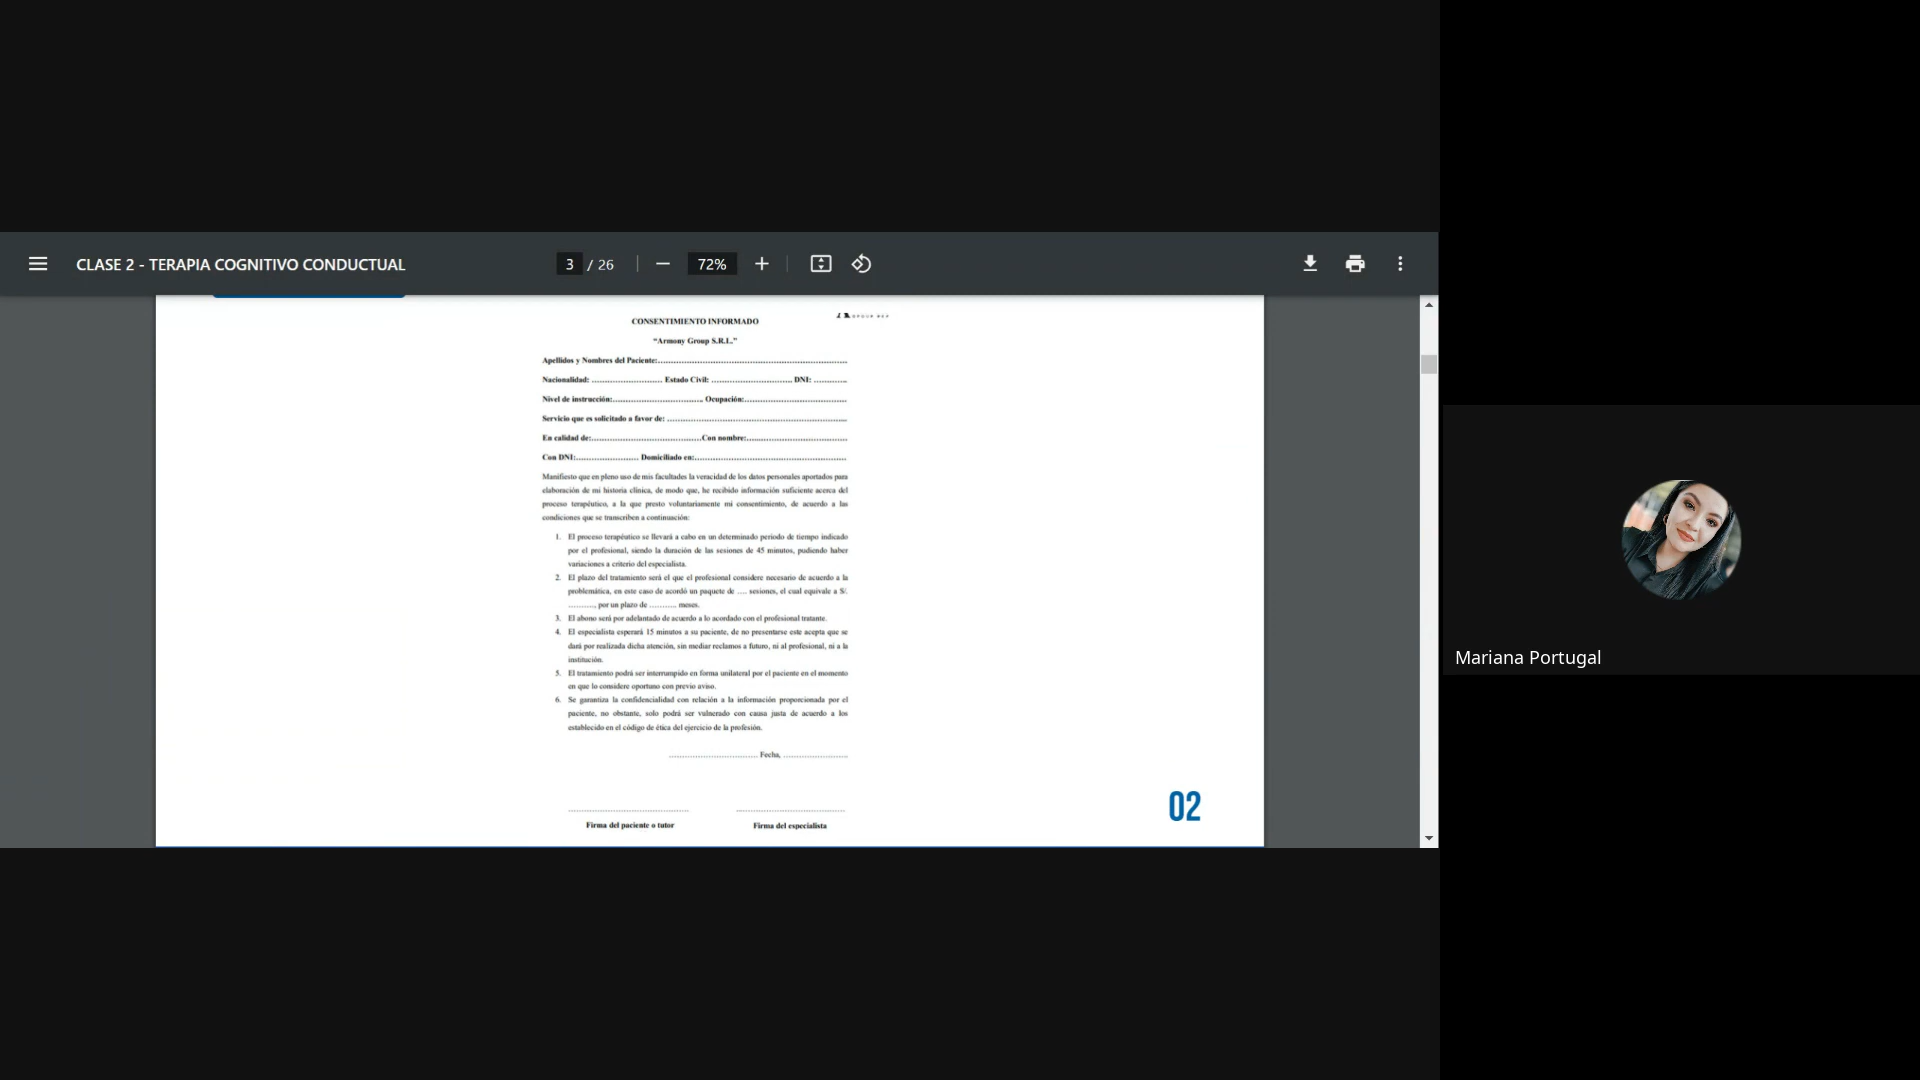 CLASE 2 - TERAPIA COGNITIVO CONDUCTUAL
3 / 26
72%
CONSENTIMIENTO INFORMADO
“Armony Group S.R.L.”
Apellidos y Nombres del Paciente:..............................
Nacionalidad: .................... Estado Civil: .................... DNI: ............
Nivel de instrucción:.................... Ocupación:....................
Servicio que es solicitado a favor de: ..............................
En calidad de:..............................Con nombre:..............................
Con DNI:.................... Domiciliado en:..............................
Manifiesto que en pleno uso de mis facultades la veracidad de los datos personales aportados para
elaboración de mi historia clínica, de modo que, he recibido información suficiente acerca del
proceso terapéutico, a la que presto voluntariamente mi consentimiento, de acuerdo a las
condiciones que se transcriben a continuación:
1. El proceso terapéutico se llevará a cabo en un determinado periodo de tiempo indicado
por el profesional, siendo la duración de las sesiones de 45 minutos, pudiendo haber
variaciones a criterio del especialista.
2. El plazo del tratamiento será el que el profesional considere necesario de acuerdo a la
problemática, en este caso de acordó un paquete de .... sesiones, el cual equivale a S/.
.........., por un plazo de .......... meses.
3. El abono será por adelantado de acuerdo a lo acordado con el profesional tratante.
4. El especialista esperará 15 minutos a su paciente, de no presentarse este acepta que se
dará por realizada dicha atención, sin mediar reclamos a futuro, ni al profesional, ni a la
institución.
5. El tratamiento podrá ser interrumpido en forma unilateral por el paciente en el momento
en que lo considere oportuno con previo aviso.
6. Se garantiza la confidencialidad con relación a la información proporcionada por el
paciente, no obstante, solo podrá ser vulnerado con causa justa de acuerdo a los
establecido en el código de ética del ejercicio de la profesión.
.............................. Fecha, ....................
Firma del paciente o tutor
Firma del especialista
02
Mariana Portugal